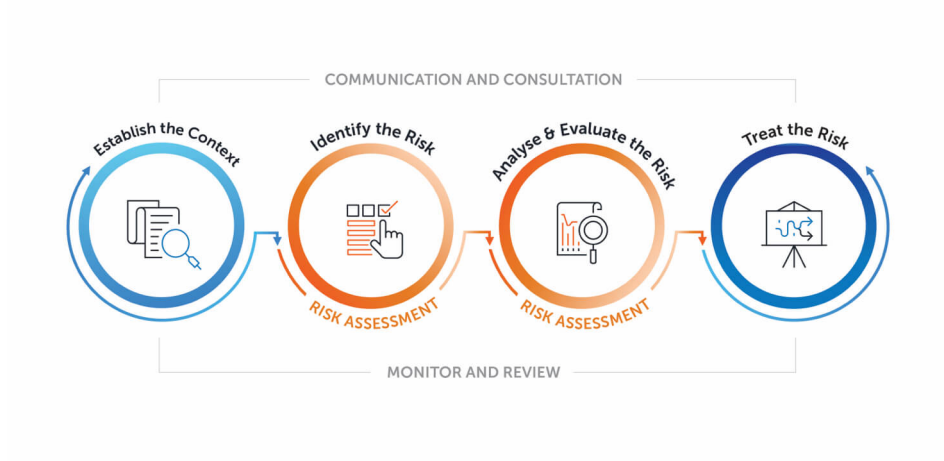 COMMUNICATION AND CONSULTATION
Establish the Context
Identify the Risk
Analyse & Evaluate the Risk
Treat the Risk
RISK ASSESSMENT
RISK ASSESSMENT
MONITOR AND REVIEW